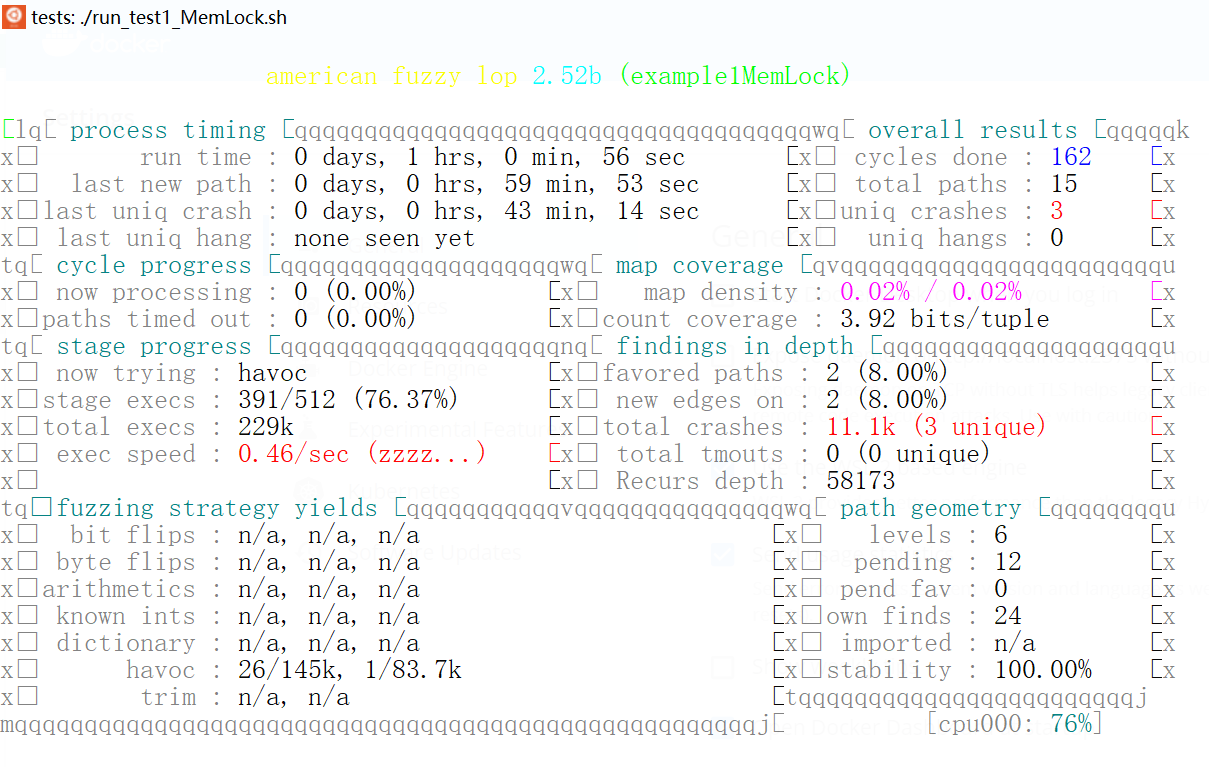 tests: ./run_test1_MemLock.sh
american fuzzy lop 2.52b (example1MemLock)
[lq[ process timing [qqqqqqqqqqqqqqqqqqqqqqqqqqqqqqqqqqqqqwq[ overall results [qqqqqk
x□ run time : 0 days, 1 hrs, 0 min, 56 sec [x□ cycles done : 162 [x
x□ last new path : 0 days, 0 hrs, 59 min, 53 sec [x□ total paths : 15 [x
x□last uniq crash : 0 days, 0 hrs, 43 min, 14 sec [x□uniq crashes : 3 [x
x□ last uniq hang : none seen yet [x□ uniq hangs : 0 [x
tq[ cycle progress [qqqqqqqqqqqqqqqqqqqqwq[ map coverage [qvqqqqqqqqqqqqqqqqqqqqqqqu
x□ now processing : 0 (0.00%) [x□ map density : 0.02% / 0.02% [x
x□paths timed out : 0 (0.00%) [x□count coverage : 3.92 bits/tuple [x
tq[ stage progress [qqqqqqqqqqqqqqqqqqqqnq[ findings in depth [qqqqqqqqqqqqqqqqqqqqu
x□ now trying : havoc [x□favored paths : 2 (8.00%) [x
x□stage execs : 391/512 (76.37%) [x□ new edges on : 2 (8.00%) [x
x□total execs : 229k [x□total crashes : 11.1k (3 unique) [x
x□ exec speed : 0.46/sec (zzzz...) [x□ total tmouts : 0 (0 unique) [x
x□ [x□ Recurs depth : 58173 [x
tq□fuzzing strategy yields [qqqqqqqqqqqvqqqqqqqqqqqqqqqwq[ path geometry [qqqqqqqqu
x□ bit flips : n/a, n/a, n/a [x□ levels : 6 [x
x□ byte flips : n/a, n/a, n/a [x□ pending : 12 [x
x□arithmetics : n/a, n/a, n/a [x□ pend fav : 0 [x
x□ known ints : n/a, n/a, n/a [x□own finds : 24 [x
x□ dictionary : n/a, n/a, n/a [x□ imported : n/a [x
x□ havoc : 26/145k, 1/83.7k [x□stability : 100.00% [x
x□ trim : n/a, n/a [tqqqqqqqqqqqqqqqqqqqqqqqqj
mqqqqqqqqqqqqqqqqqqqqqqqqqqqqqqqqqqqqqqqqqqqqqqqqqqqqqj[ [cpu000: 76%]